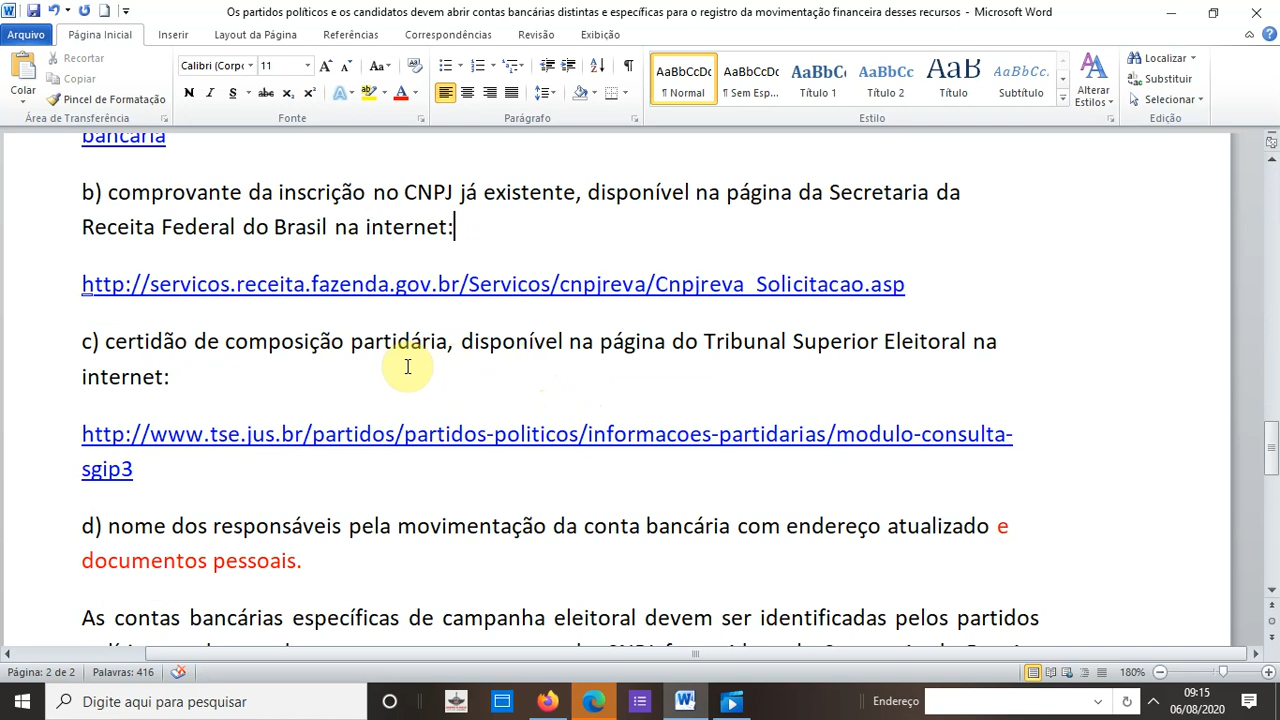 Os partidos políticos e os candidatos devem abrir contas bancárias distintas e específicas para o registro da movimentação financeira desses recursos - Microsoft Word
Arquivo Página Inicial Inserir Layout da Página Referências Correspondências Revisão Exibição
Colar
Recortar
Copiar
Pincel de Formatação
Área de Transferência
Calibri (Corpo 11
N I S abc x₂ x² Aa
Fonte
Parágrafo
AaBbCcDc AaBbCcDc AaBbC AaBbCc AaB AaBbCc.
¶ Normal ¶ Sem Esp... Título 1 Título 2 Título Subtítulo
Alterar Estilos
Estilo
Localizar
Substituir
Selecionar
Edição
bancaria
b) comprovante da inscrição no CNPJ já existente, disponível na página da Secretaria da
Receita Federal do Brasil na internet:
http://servicos.receita.fazenda.gov.br/Servicos/cnpjreva/Cnpjreva_Solicitacao.asp
c) certidão de composição partidária, disponível na página do Tribunal Superior Eleitoral na
internet:
http://www.tse.jus.br/partidos/partidos-politicos/informacoes-partidarias/modulo-consulta-
sgip3
d) nome dos responsáveis pela movimentação da conta bancária com endereço atualizado e
documentos pessoais.
As contas bancárias específicas de campanha eleitoral devem ser identificadas pelos partidos
Página: 2 de 2 Palavras: 416 180%
Digite aqui para pesquisar
Endereço
09:15
06/08/2020